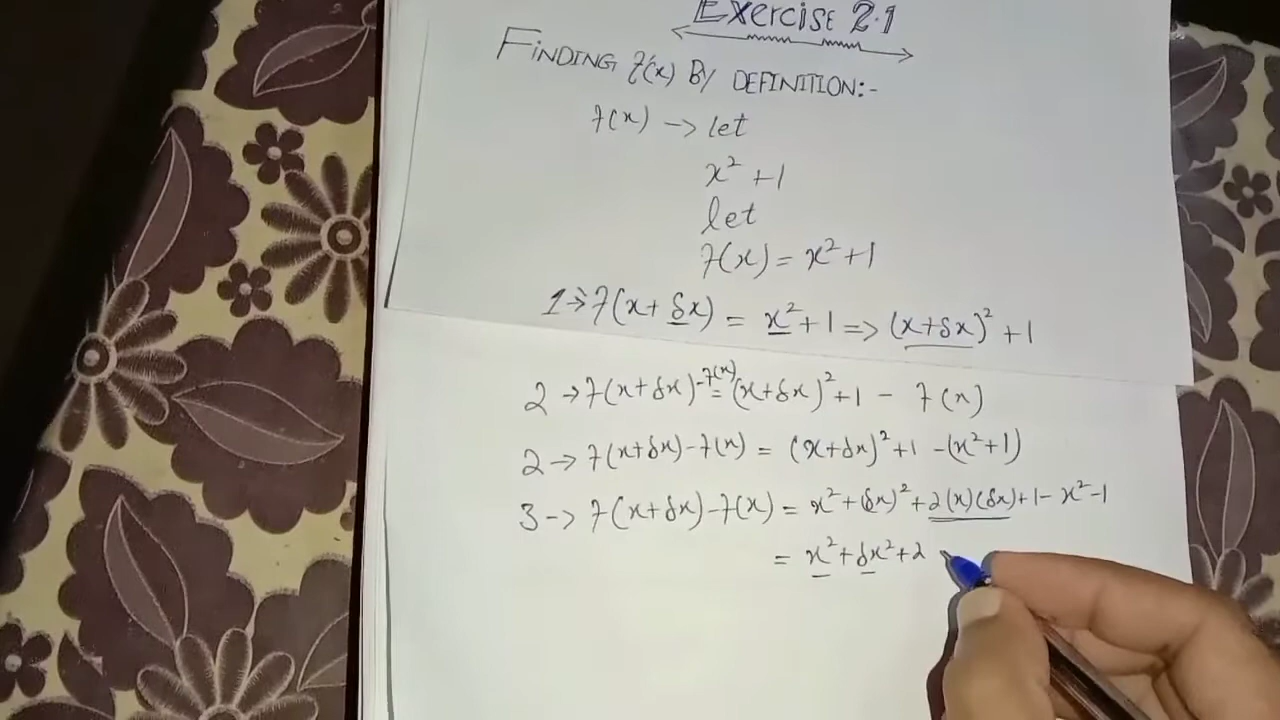 Exercise 2.1
FINDING f'(x) By DEFINITION:-
f(x) → let
x² + 1
let
f(x) = x² + 1
1→ f(x + δx) = x² + 1 => (x + δx)² + 1
2 → f(x + δx) - f(x) = (x + δx)² + 1 - f(x)
2 → f(x + δx) - f(x) = (x + δx)² + 1 - (x² + 1)
3 → f(x + δx) - f(x) = x² + (δx)² + 2(x)(δx) + 1 - x² - 1
= x² + δx² + 2